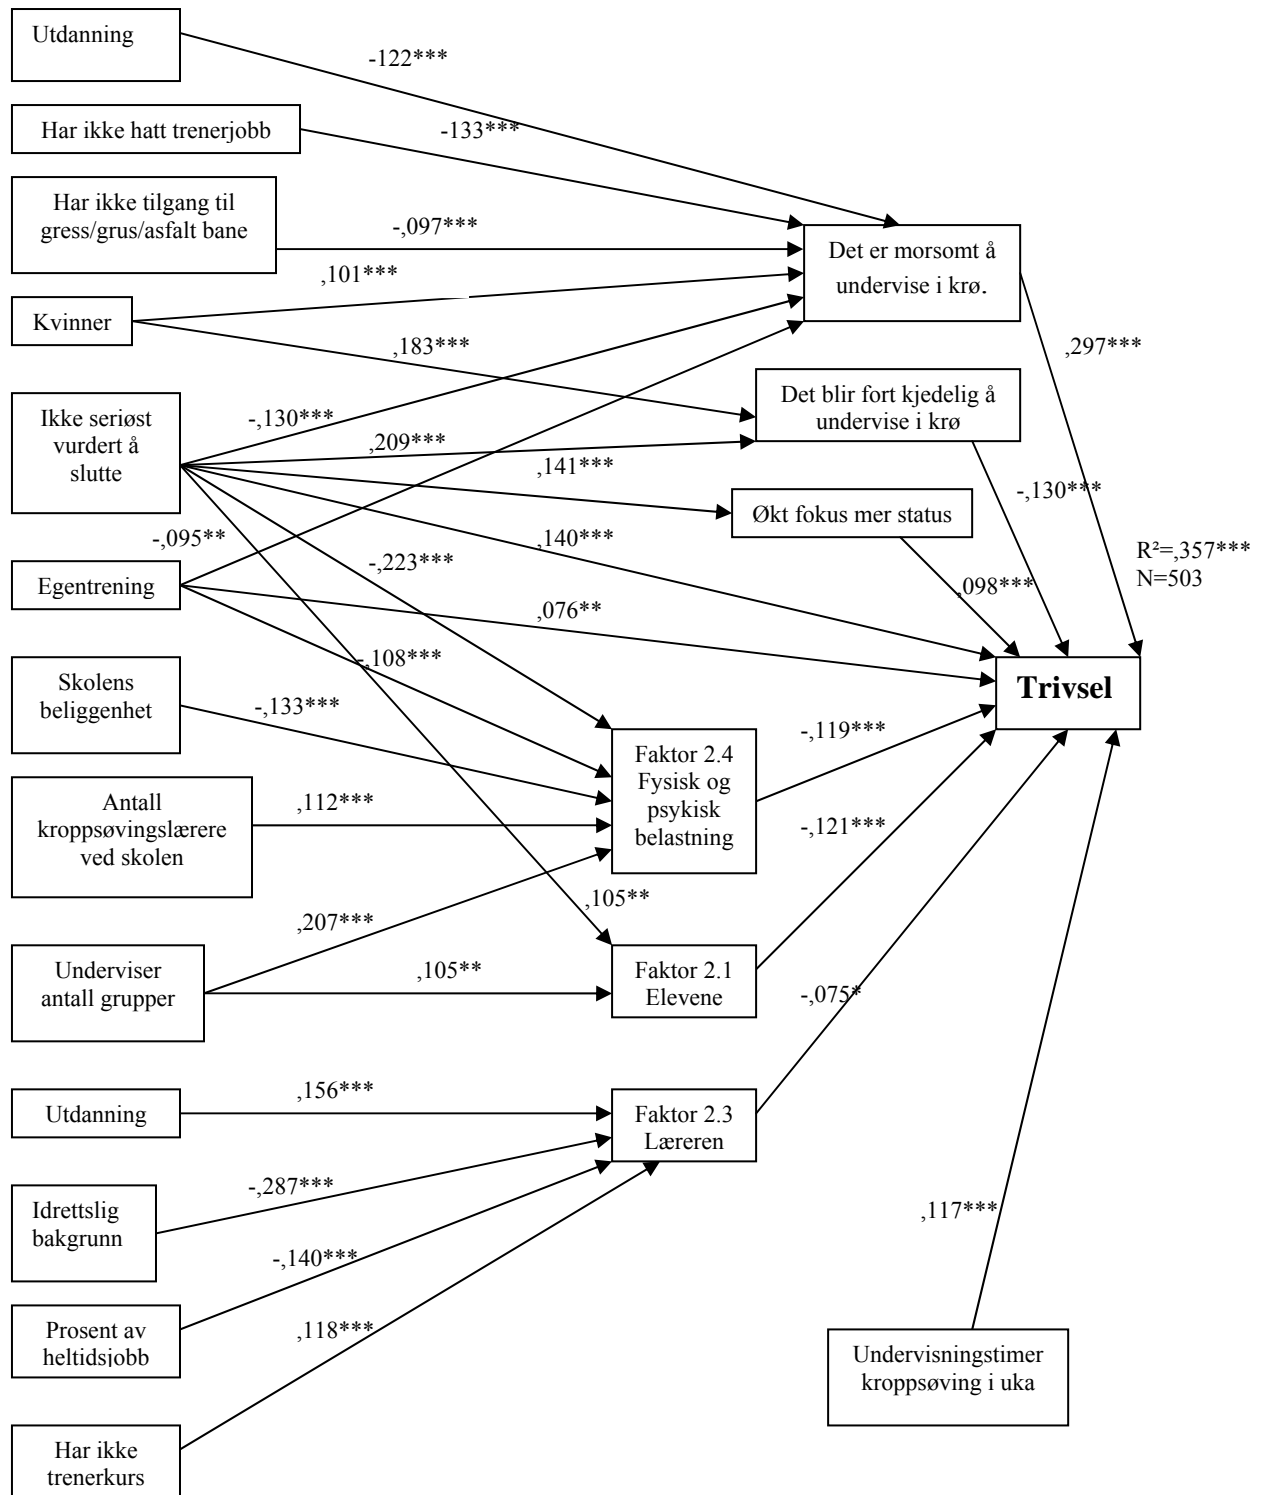 Utdanning
-122***
Har ikke hatt trenerjobb
-133***
Har ikke tilgang til
gress/grus/asfalt bane
-,097***
Det er morsomt å
undervise i krø.
,101***
Kvinner
,183***
,297***
Ikke seriøst
vurdert å
slutte
-,130***
Det blir fort kjedelig å
undervise i krø
,209***
,141***
-,130***
Økt fokus mer status
-,095**
,140***
R²=,357***
N=503
Egentrening
-,223***
,098***
,076**
-,108***
Skolens
beliggenhet
-,133***
Trivsel
Faktor 2.4
Fysisk og
psykisk
belastning
-,119***
Antall
kroppsøvingslærere
ved skolen
,112***
-,121***
,105**
,207***
Underviser
antall grupper
,105**
Faktor 2.1
Elevene
-,075*
Utdanning
,156***
Faktor 2.3
Læreren
Idrettslig
bakgrunn
-,287***
,117***
-,140***
Prosent av
heltidsjobb
,118***
Undervisningstimer
kroppsøving i uka
Har ikke
trenerkurs